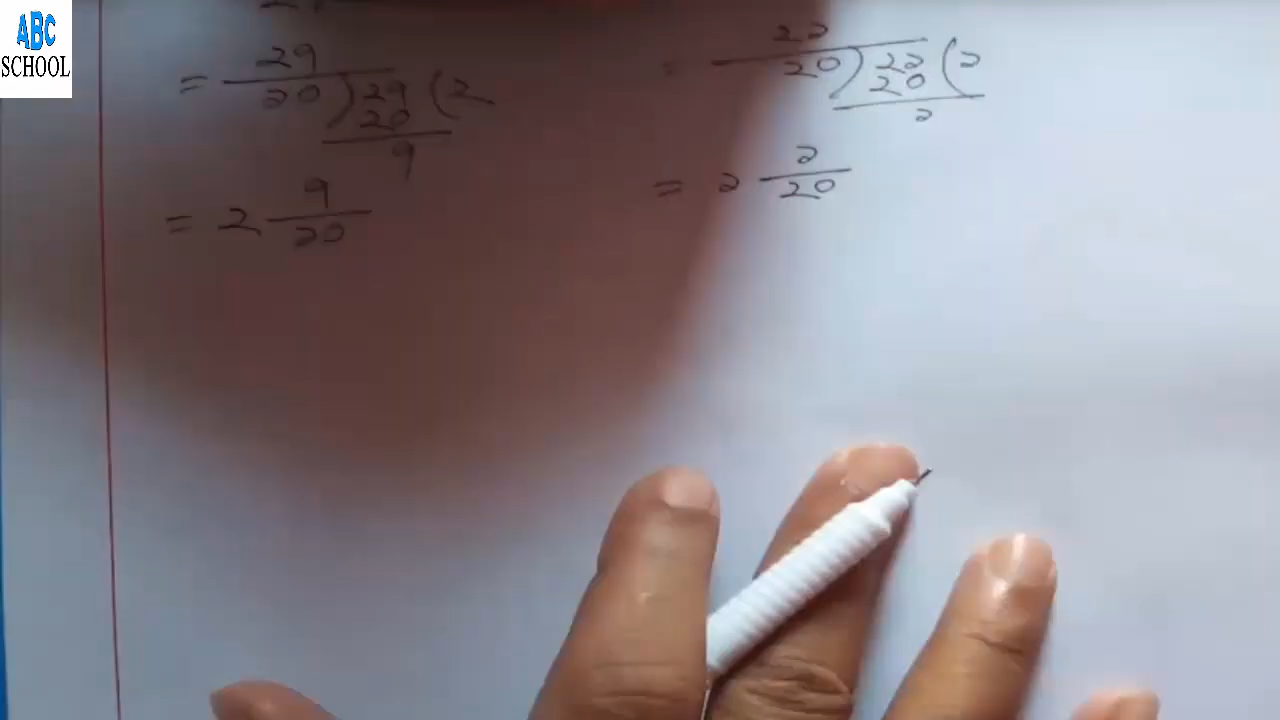 ABC
SCHOOL
29
= 20 ) 29 ( 2
20
9
= 2 9/20
22
= 20 ) 22 ( 2
20
2
= 2 2/20